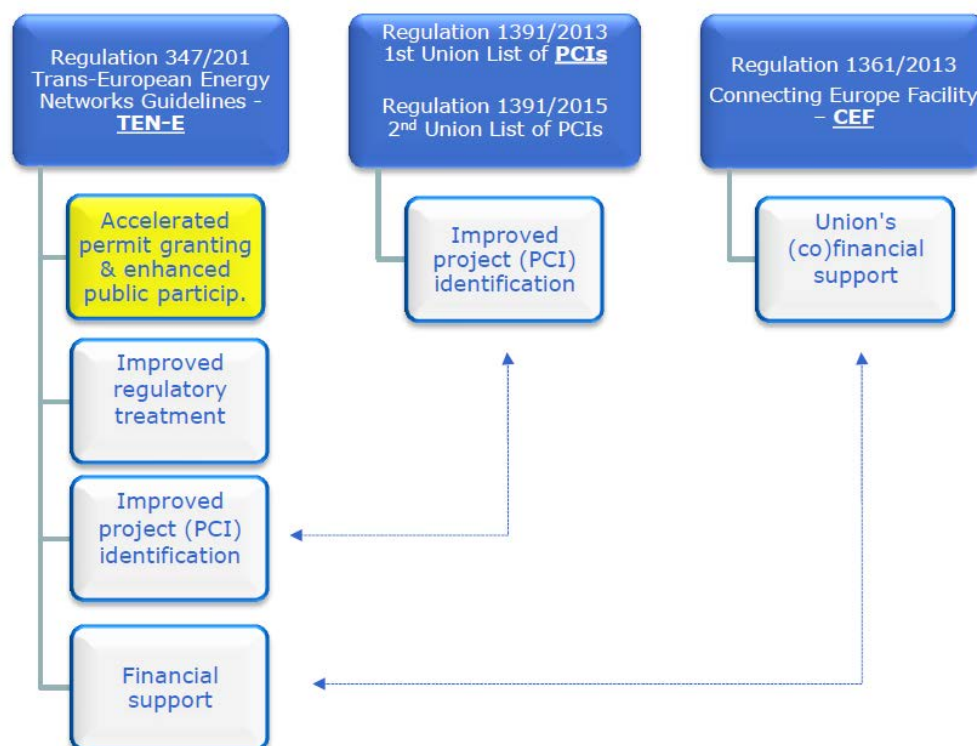 Regulation 347/201
Trans-European Energy
Networks Guidelines -
TEN-E
Accelerated
permit granting
& enhanced
public particip.
Improved
regulatory
treatment
Improved
project (PCI)
identification
Financial
support
Regulation 1391/2013
1st Union List of PCIs
Regulation 1391/2015
2nd Union List of PCIs
Improved
project (PCI)
identification
Regulation 1361/2013
Connecting Europe Facility
– CEF
Union's
(co)financial
support